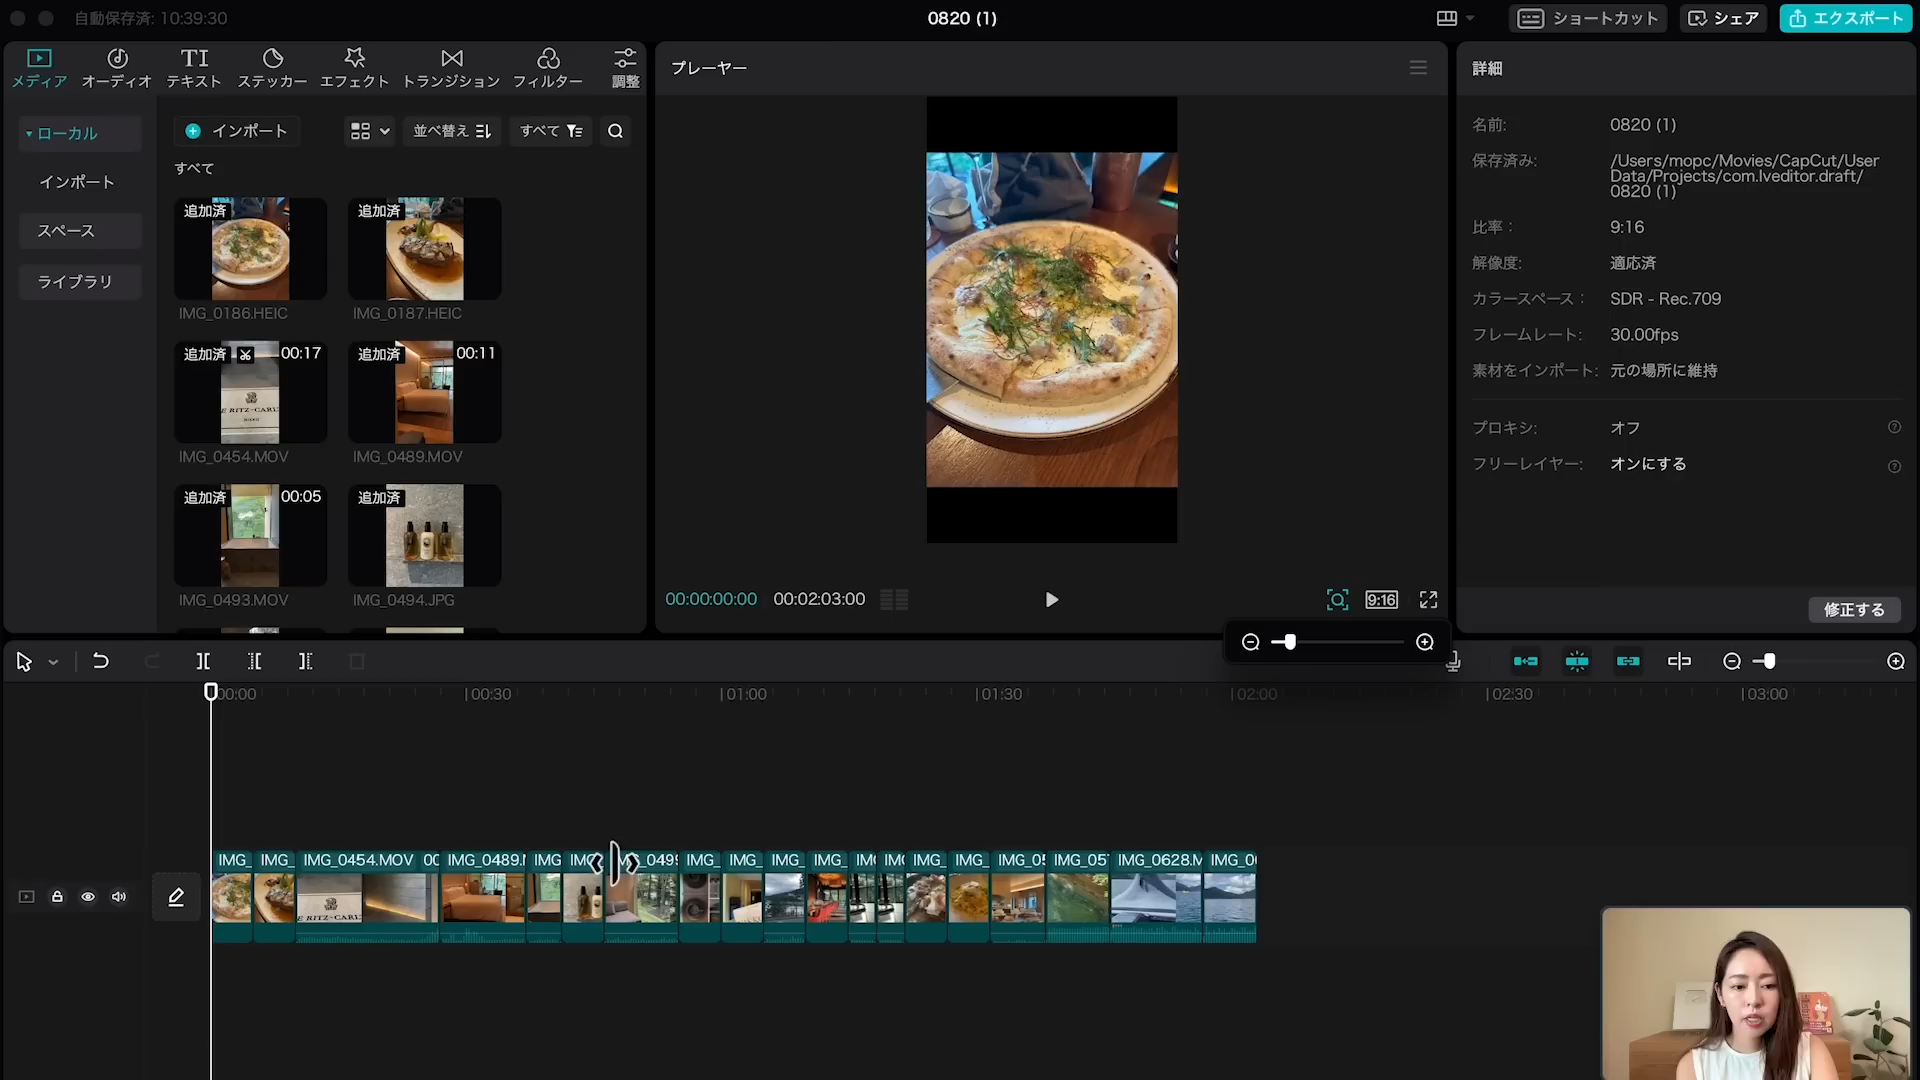 自動保存済: 10:39:30
0820 (1)
ショートカット
シェア
エクスポート
メディア
オーディオ
テキスト
ステッカー
エフェクト
トランジション
フィルター
調整
プレーヤー
詳細
ローカル
インポート
スペース
ライブラリ
インポート
並べ替え
すべて
すべて
追加済
追加済
IMG_0186.HEIC
IMG_0187.HEIC
追加済
00:17
追加済
00:11
IMG_0454.MOV
IMG_0489.MOV
追加済
00:05
追加済
IMG_0493.MOV
IMG_0494.JPG
00:00:00:00
00:02:03:00
9:16
名前:
0820 (1)
保存済み:
/Users/mopc/Movies/CapCut/User
Data/Projects/com.lveditor.draft/
0820 (1)
比率：
9:16
解像度:
適応済
カラースペース：
SDR - Rec.709
フレームレート:
30.00fps
素材をインポート:
元の場所に維持
プロキシ:
オフ
フリーレイヤー:
オンにする
修正する
00:00
00:30
01:00
01:30
02:00
02:30
03:00
IMG_
IMG_
IMG_0454.MOV
IMG_0489.
IMG
IMG_
IMG_
IMG_
IMG_
IMG_
IMG_
IMG_05
IMG_05
IMG_0628.M